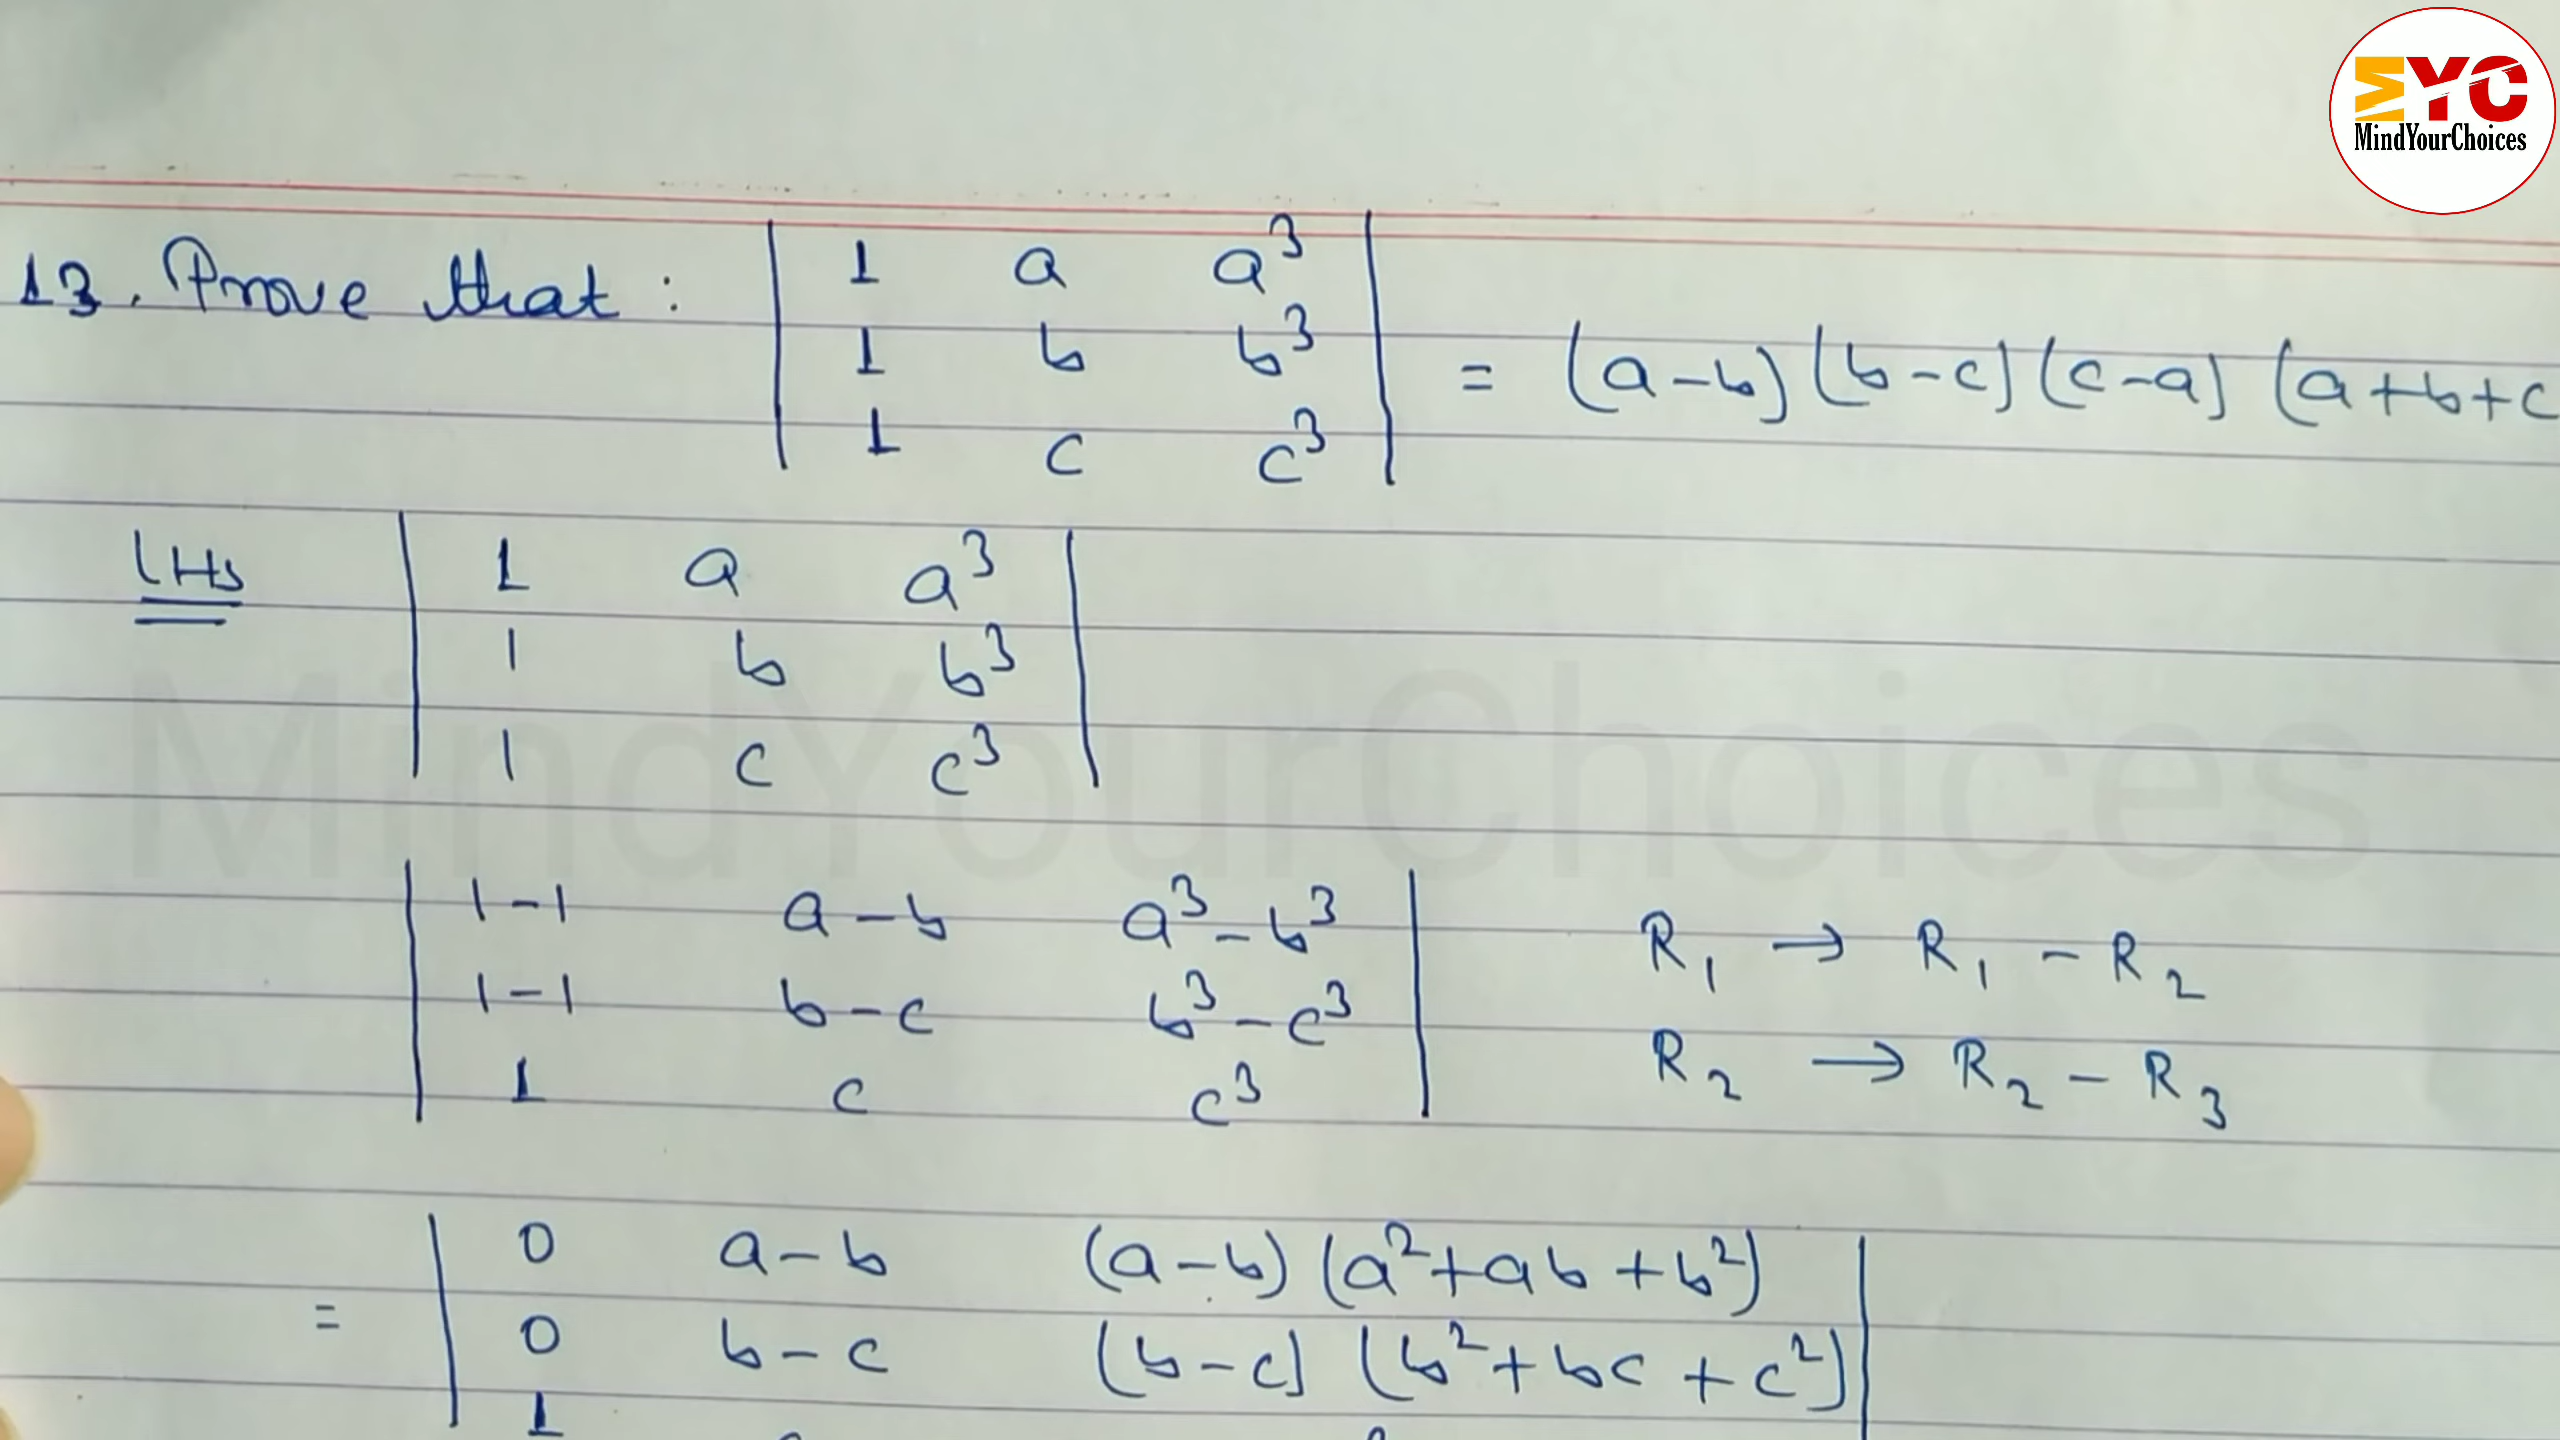 MYC
MindYourChoices
13. Prove that : | 1 a a³ |
| 1 b b³ | = (a-b) (b-c) (c-a) (a+b+c
| 1 c c³ |
LHS | 1 a a³ |
| 1 b b³ |
| 1 c c³ |
MindYourChoices
| 1-1 a-b a³-b³ | R₁ → R₁ - R₂
| 1-1 b-c b³-c³ | R₂ → R₂ - R₃
| 1 c c³ |
= | 0 a-b (a-b) (a²+ab+b²) |
| 0 b-c (b-c) (b²+bc+c²) |
| 1